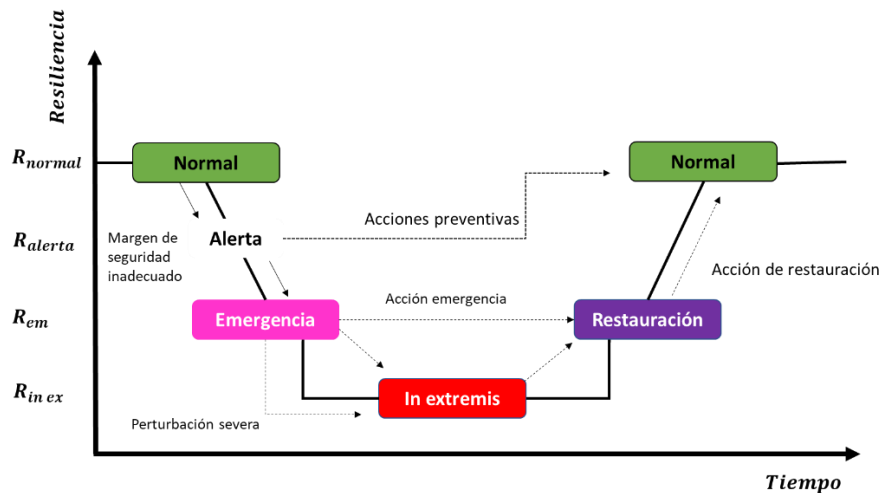 Resiliencia
R_normal
Normal
Normal
R_alerta
Margen de
seguridad
inadecuado
Alerta
Acciones preventivas
Acción de restauración
R_em
Emergencia
Acción emergencia
Restauración
R_in ex
In extremis
Perturbación severa
Tiempo